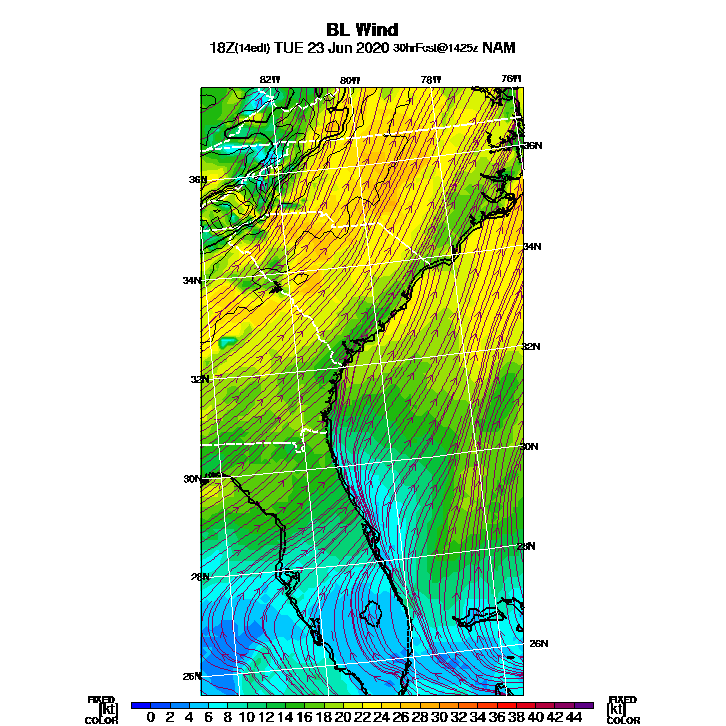 BL Wind
18Z(14edt) TUE 23 Jun 2020 30hrFcst@1425z NAM
82W 80W 78W 76W
36N 36N
34N 34N
32N 32N
30N 30N
28N 28N
26N 26N
FIXED FIXED
[kt] 0 2 4 6 8 10 12 14 16 18 20 22 24 26 28 30 32 34 36 38 40 42 44 [kt]
COLOR COLOR